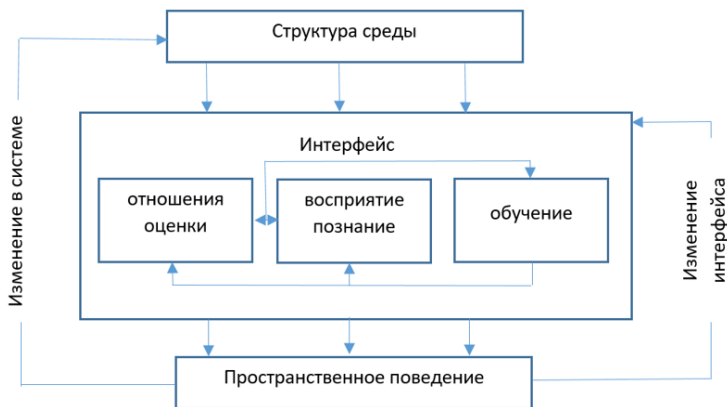 Структура среды
Интерфейс
отношения
оценки
восприятие
познание
обучение
Пространственное поведение
Изменение в системе
Изменение
интерфейса